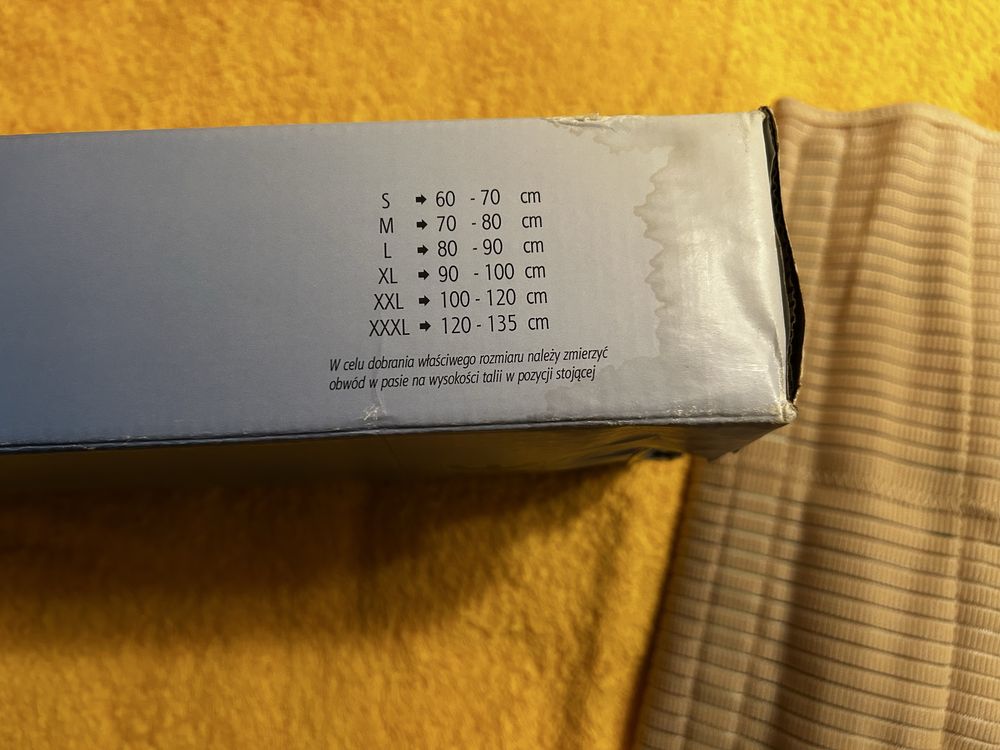 S ➨ 60 - 70 cm
M ➨ 70 - 80 cm
L ➨ 80 - 90 cm
XL ➨ 90 - 100 cm
XXL ➨ 100 - 120 cm
XXXL ➨ 120 - 135 cm
W celu dobrania właściwego rozmiaru należy zmierzyć
obwód w pasie na wysokości talii w pozycji stojącej